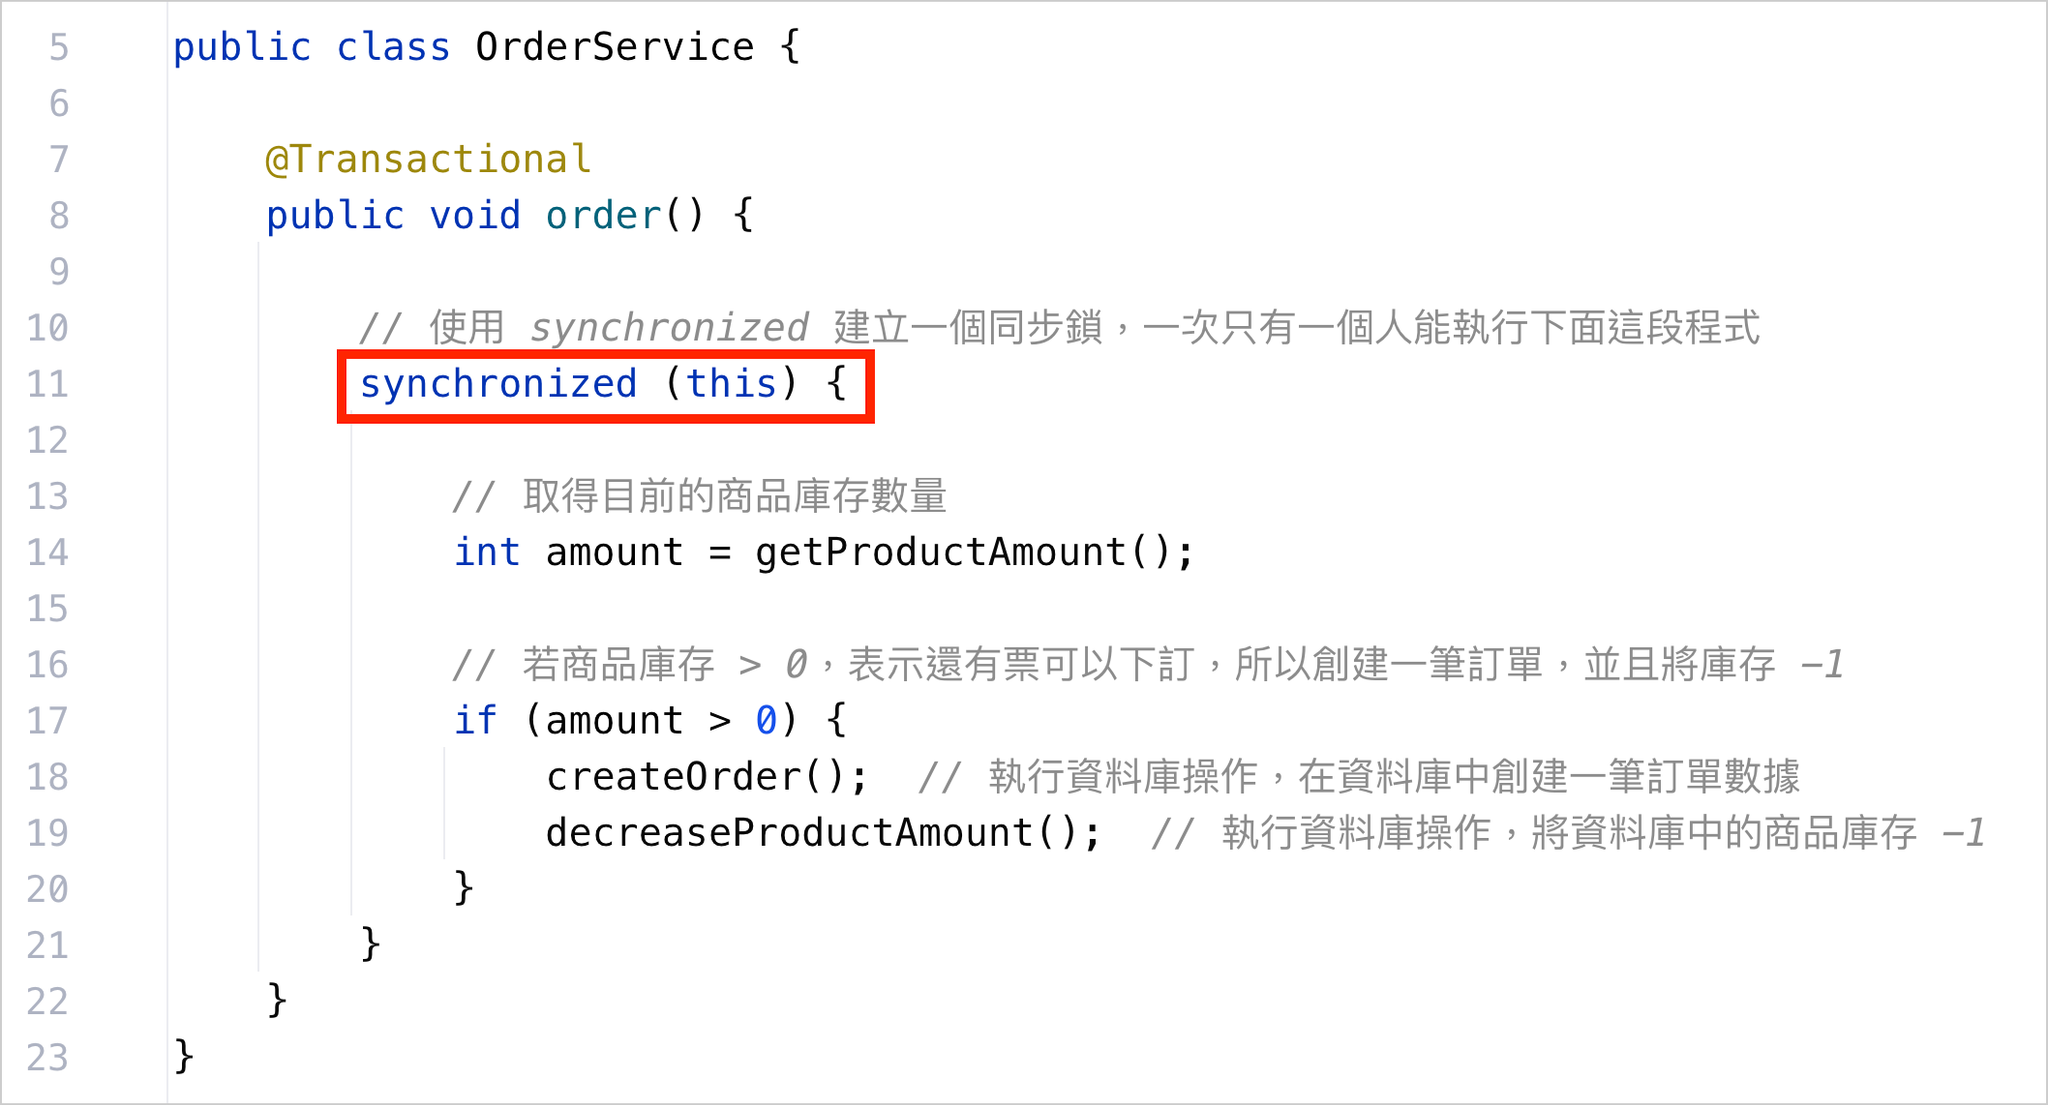 5 public class OrderService {
6
7 @Transactional
8 public void order() {
9
10 // 使用 synchronized 建立一個同步鎖，一次只有一個人能執行下面這段程式
11 synchronized (this) {
12
13 // 取得目前的商品庫存數量
14 int amount = getProductAmount();
15
16 // 若商品庫存 > 0，表示還有票可以下訂，所以創建一筆訂單，並且將庫存 −1
17 if (amount > 0) {
18 createOrder();  // 執行資料庫操作，在資料庫中創建一筆訂單數據
19 decreaseProductAmount();  // 執行資料庫操作，將資料庫中的商品庫存 −1
20 }
21 }
22 }
23 }